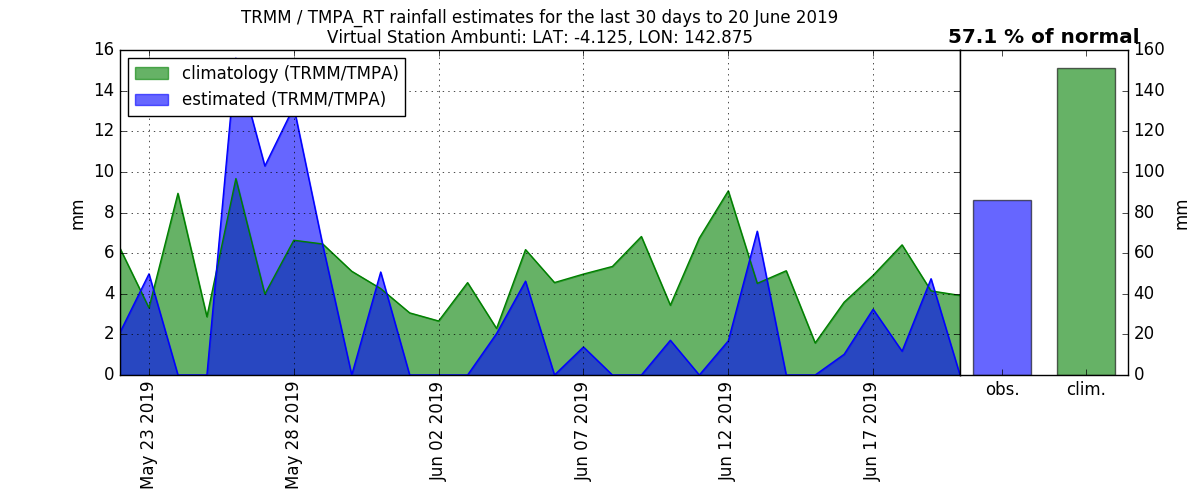 TRMM / TMPA_RT rainfall estimates for the last 30 days to 20 June 2019
Virtual Station Ambunti: LAT: -4.125, LON: 142.875
57.1 % of normal
climatology (TRMM/TMPA)
estimated (TRMM/TMPA)
16
14
12
10
8
6
4
2
0
mm
May 23 2019
May 28 2019
Jun 02 2019
Jun 07 2019
Jun 12 2019
Jun 17 2019
160
140
120
100
80
60
40
20
0
mm
obs.
clim.